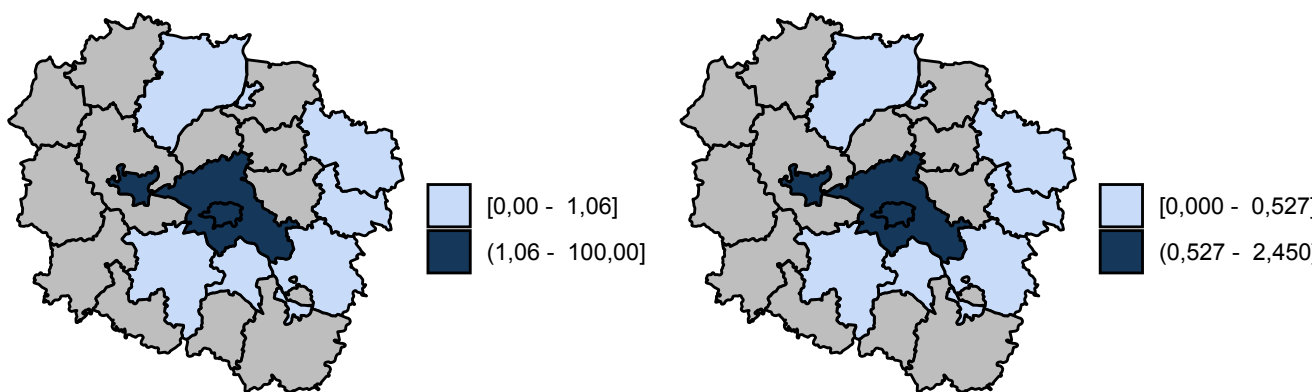 [0,00 - 1,06]
(1,06 - 100,00]
[0,000 - 0,527]
(0,527 - 2,450]